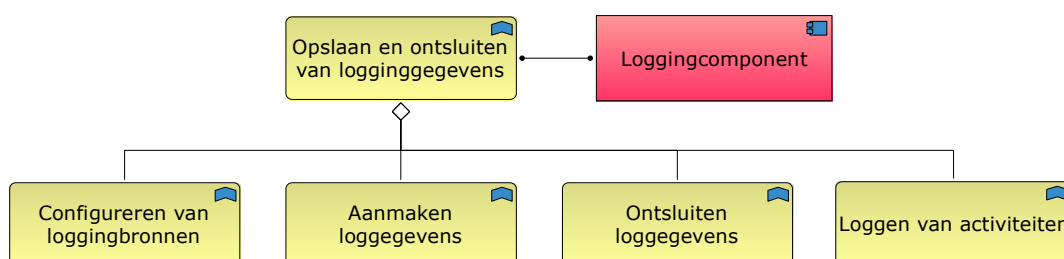 Opslaan en ontsluiten
van logginggegevens
Loggingcomponent
Configureren van
loggingbronnen
Aanmaken
loggegevens
Ontsluiten
loggegevens
Loggen van activiteiten